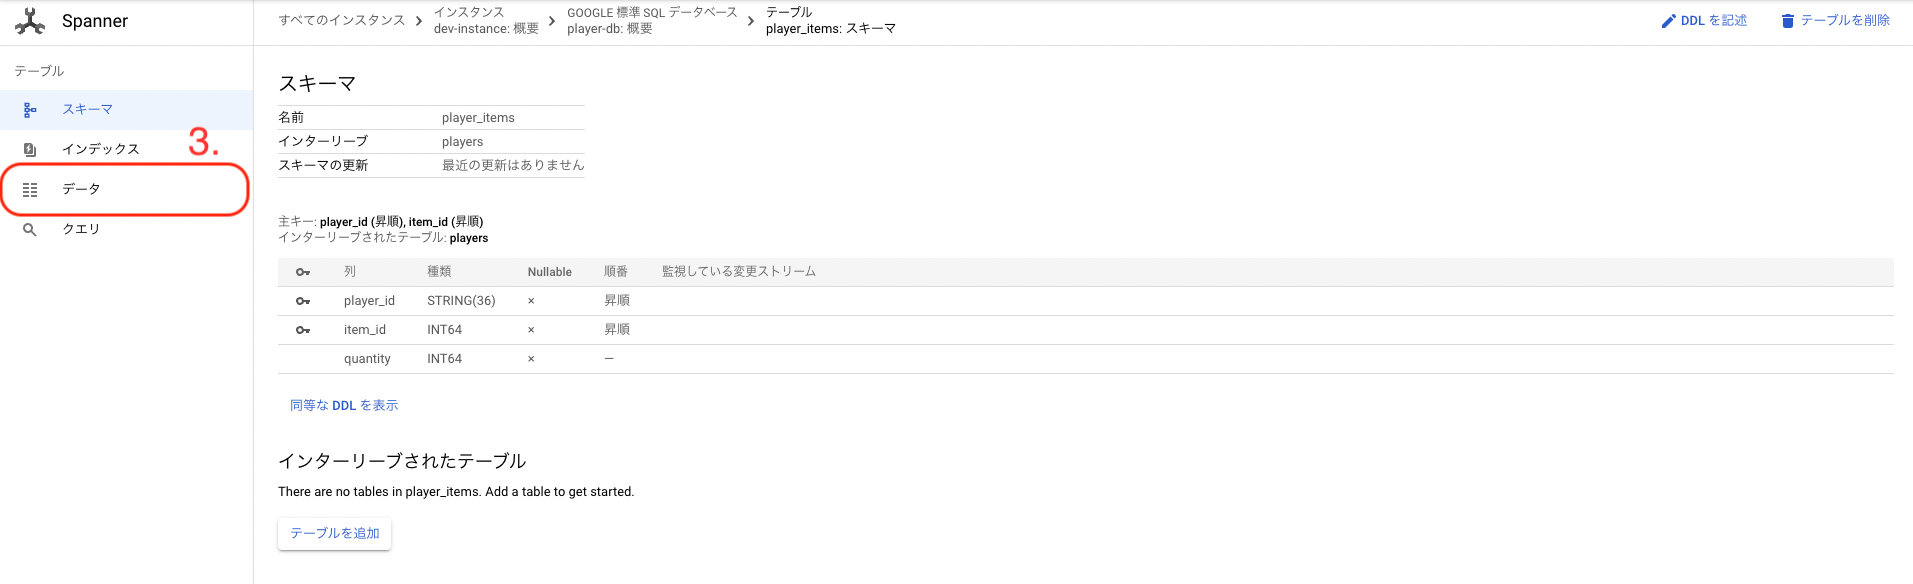 Spanner
すべてのインスタンス
インスタンス
dev-instance: 概要
GOOGLE 標準 SQL データベース
player-db: 概要
テーブル
player_items: スキーマ
DDL を記述
テーブルを削除
テーブル
スキーマ
インデックス
3.
データ
クエリ
スキーマ
名前 player_items
インターリーブ players
スキーマの更新 最近の更新はありません
主キー: player_id (昇順), item_id (昇順)
インターリーブされたテーブル: players
列 種類 Nullable 順番 監視している変更ストリーム
player_id STRING(36) × 昇順
item_id INT64 × 昇順
quantity INT64 × —
同等な DDL を表示
インターリーブされたテーブル
There are no tables in player_items. Add a table to get started.
テーブルを追加